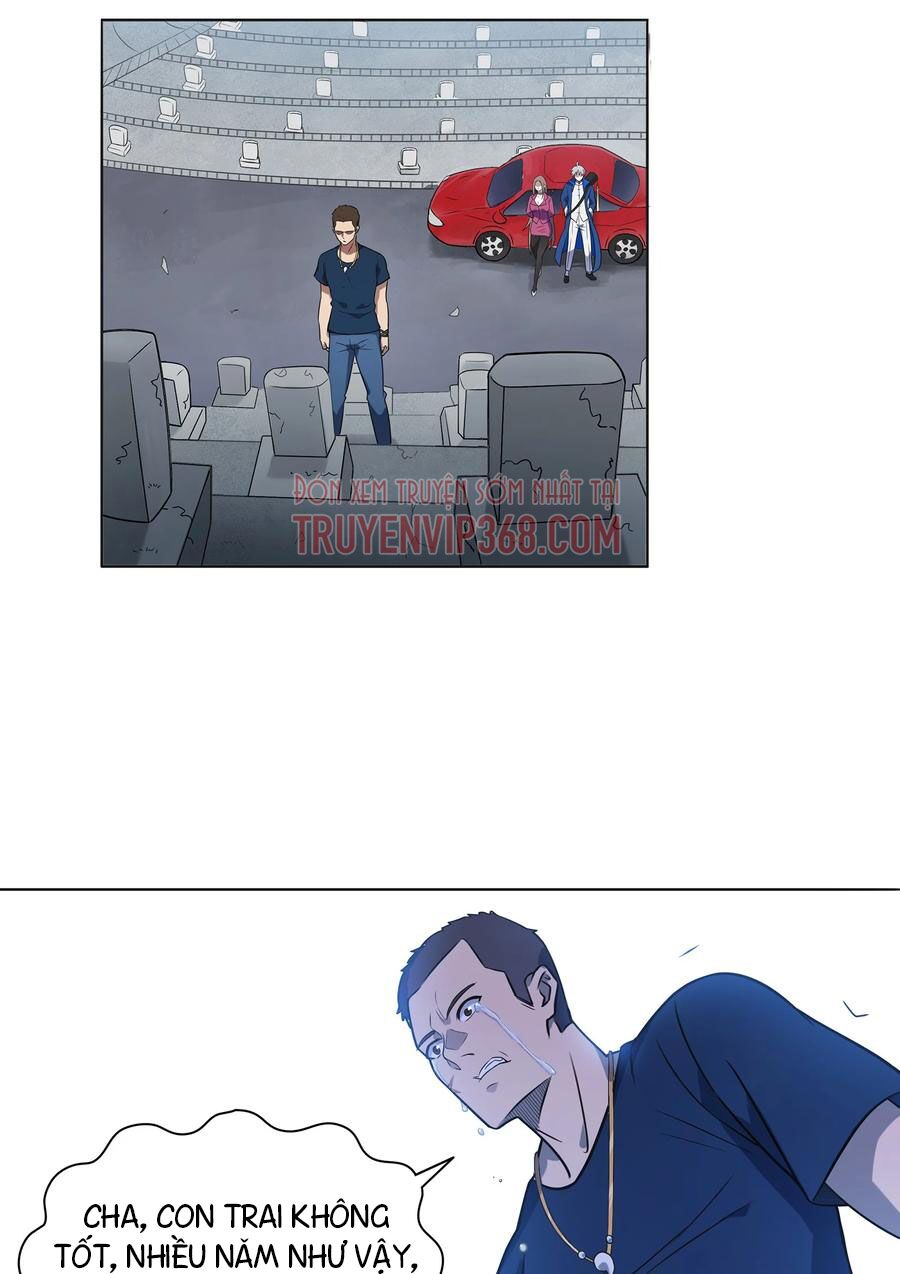 ĐÓN XEM TRUYỆN SỚM NHẤT TẠI
TRUYENVIP368.COM
CHA, CON TRAI KHÔNG
TỐT, NHIỀU NĂM NHƯ VẬY,